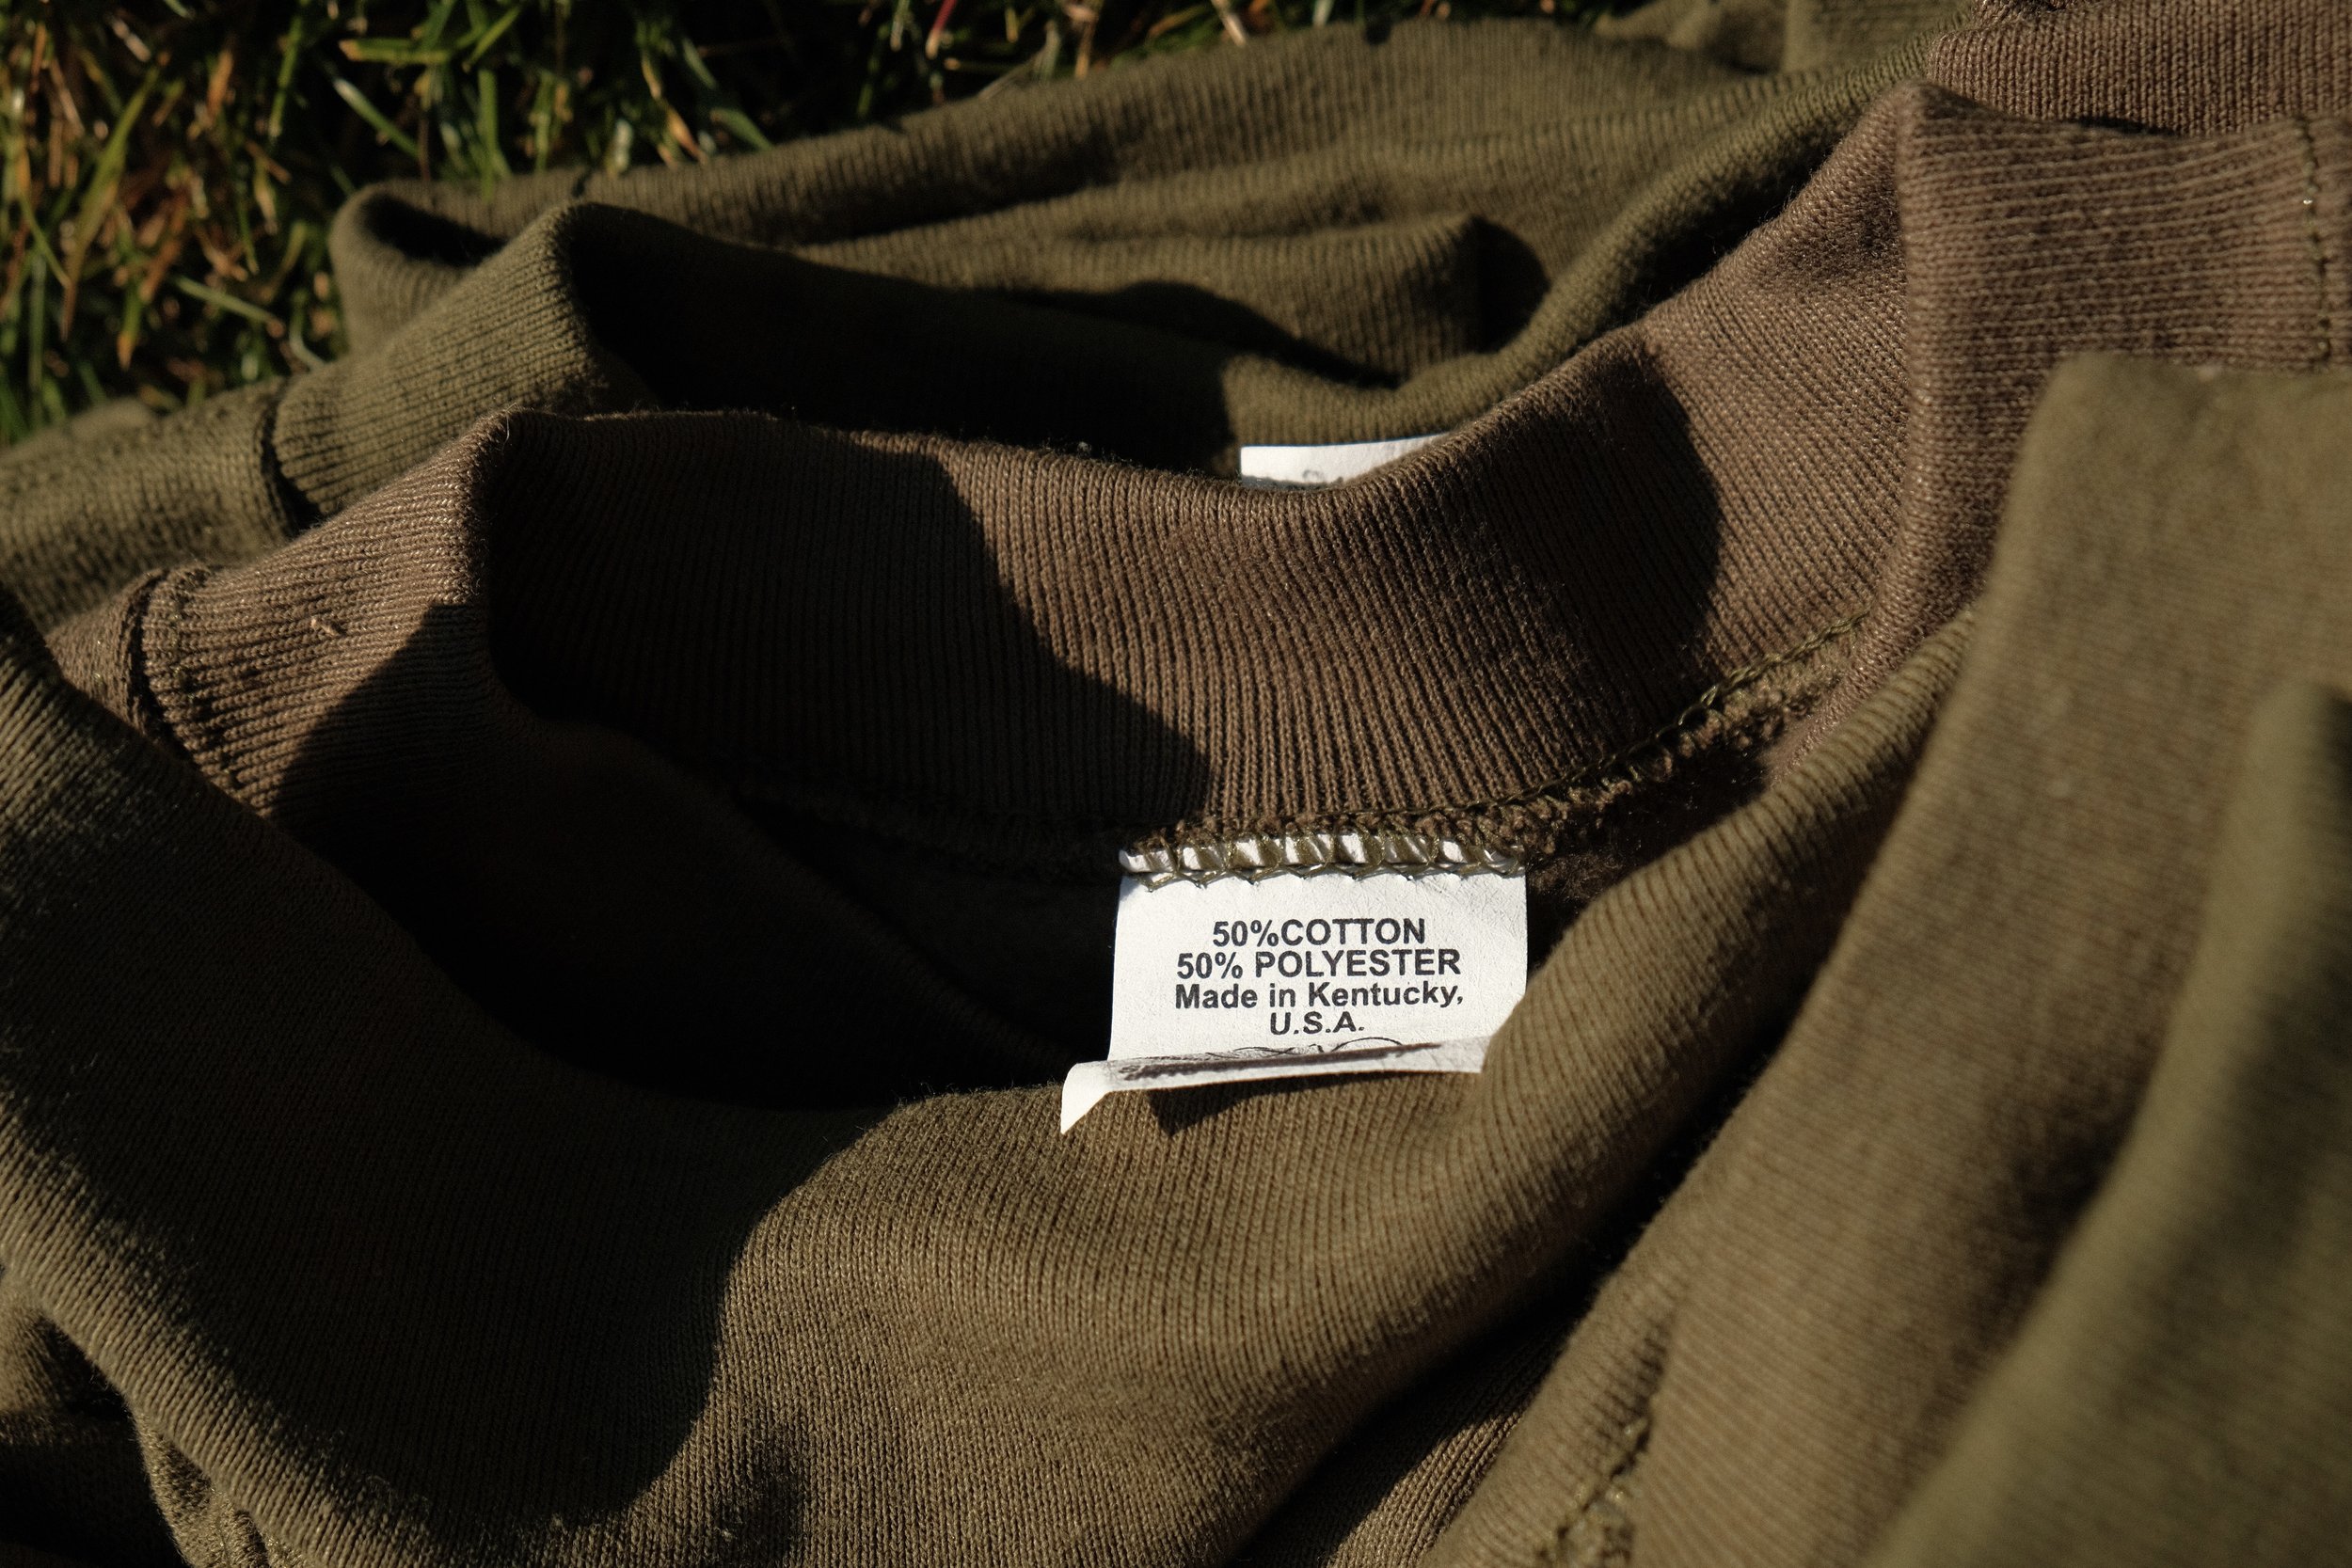 50%COTTON
50% POLYESTER
Made in Kentucky,
U.S.A.